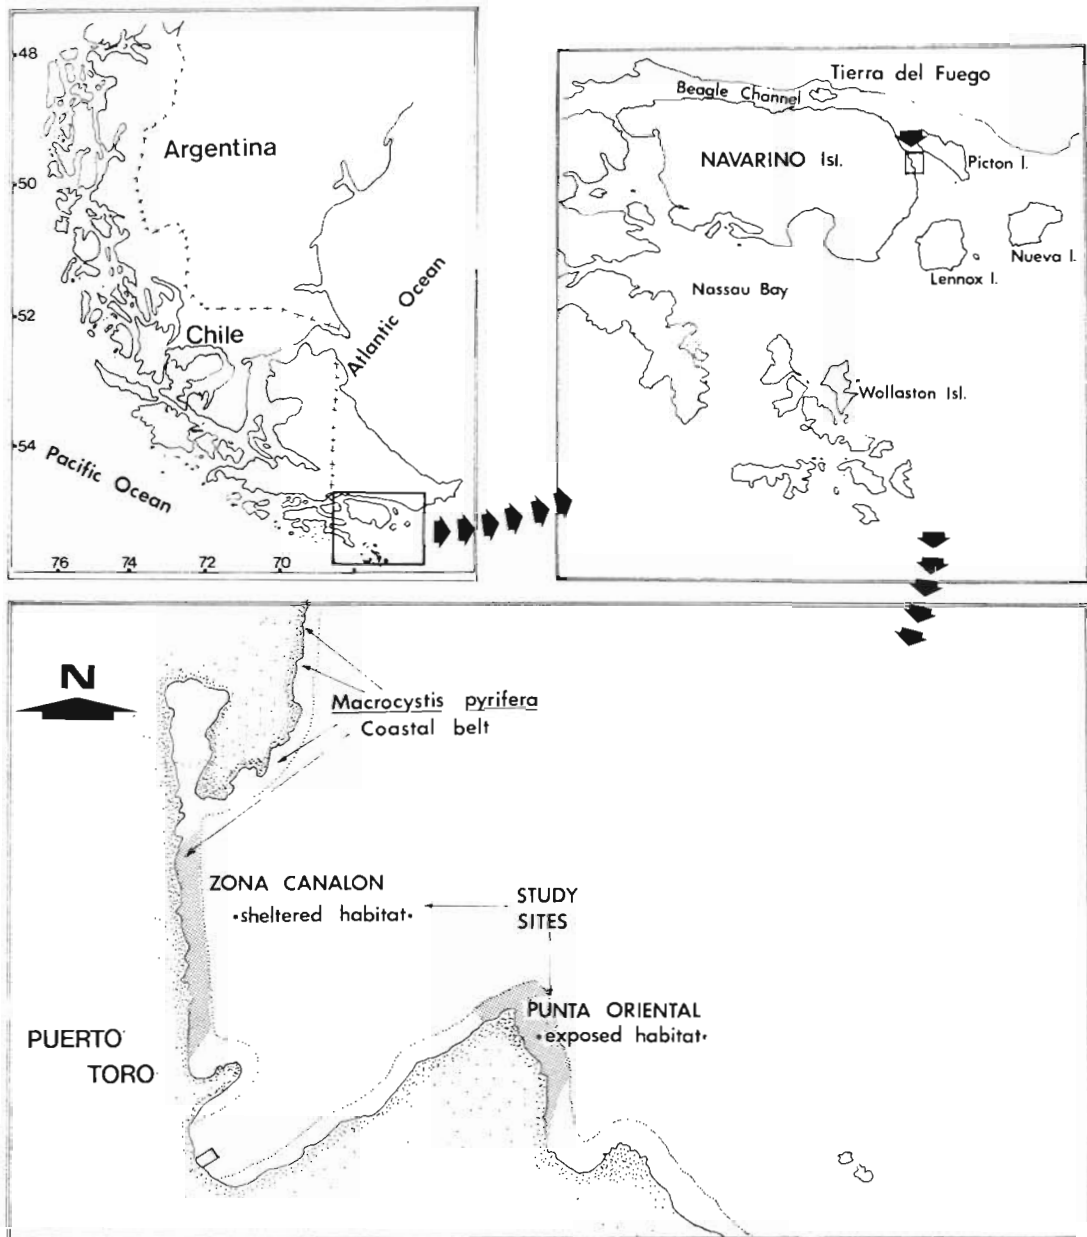 48
50
52
54
76
74
72
70
Argentina
Chile
Atlantic Ocean
Pacific Ocean
Tierra del Fuego
Beagle Channel
NAVARINO Isl.
Picton I.
Nueva I.
Lennox I.
Nassau Bay
Wollaston Isl.
N
Macrocystis pyrifera
Coastal belt
ZONA CANALON
•sheltered habitat•
STUDY
SITES
PUNTA ORIENTAL
•exposed habitat•
PUERTO
TORO